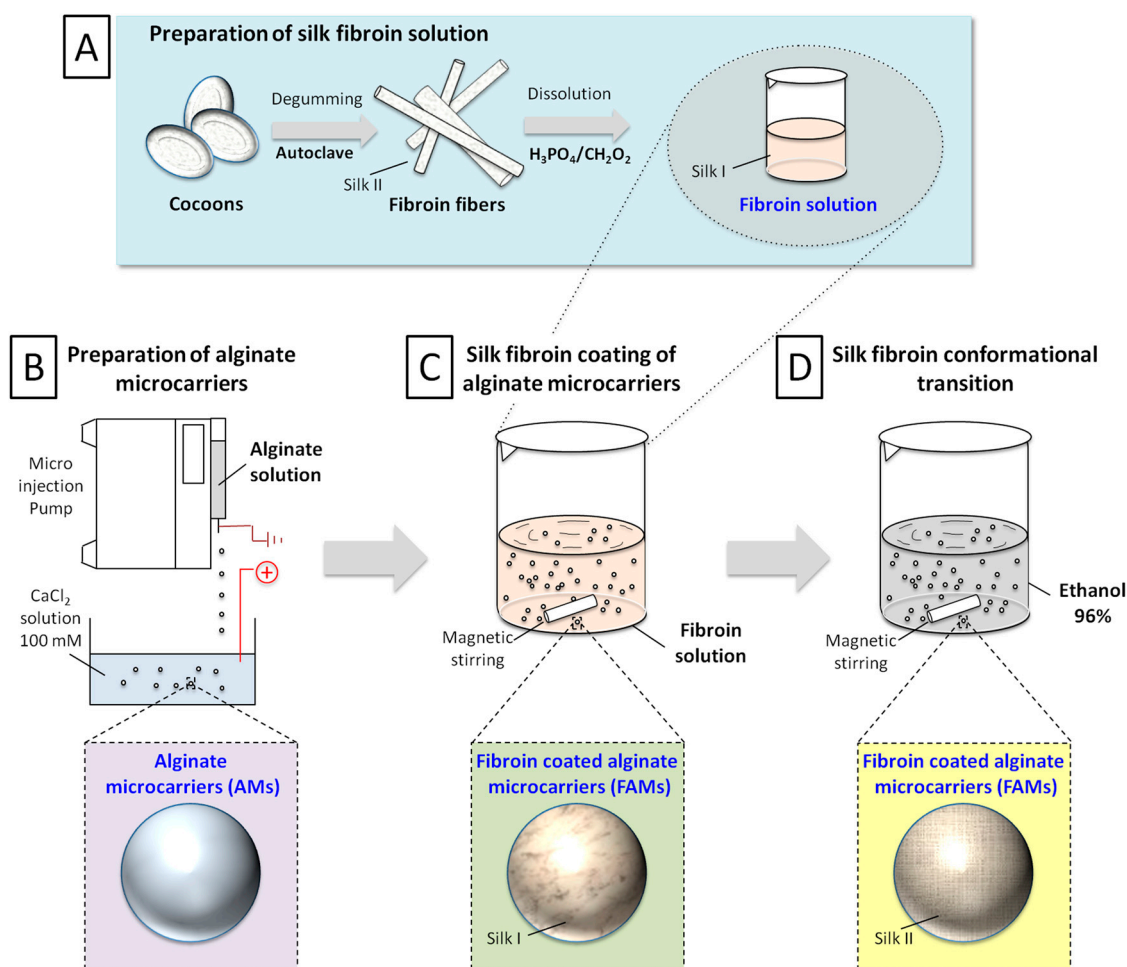 A
Preparation of silk fibroin solution
Degumming
Autoclave
Dissolution
H₃PO₄/CH₂O₂
Silk II
Silk I
Cocoons
Fibroin fibers
Fibroin solution
B
Preparation of alginate
microcarriers
Micro
injection
Pump
Alginate
solution
+
CaCl₂
solution
100 mM
Alginate
microcarriers (AMs)
C
Silk fibroin coating of
alginate microcarriers
Magnetic
stirring
Fibroin
solution
Fibroin coated alginate
microcarriers (FAMs)
Silk I
D
Silk fibroin conformational
transition
Ethanol
96%
Magnetic
stirring
Fibroin coated alginate
microcarriers (FAMs)
Silk II